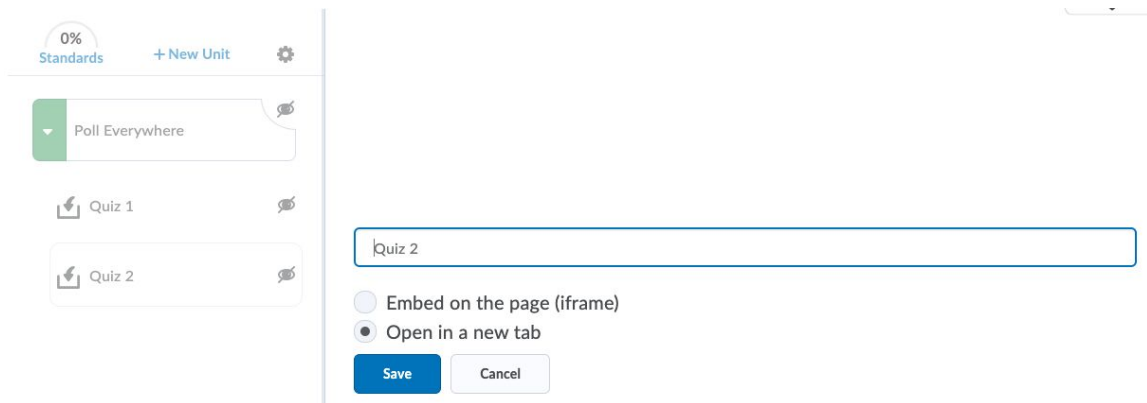 0%
Standards
+ New Unit
Poll Everywhere
Quiz 1
Quiz 2
Quiz 2
Embed on the page (iframe)
Open in a new tab
Save Cancel